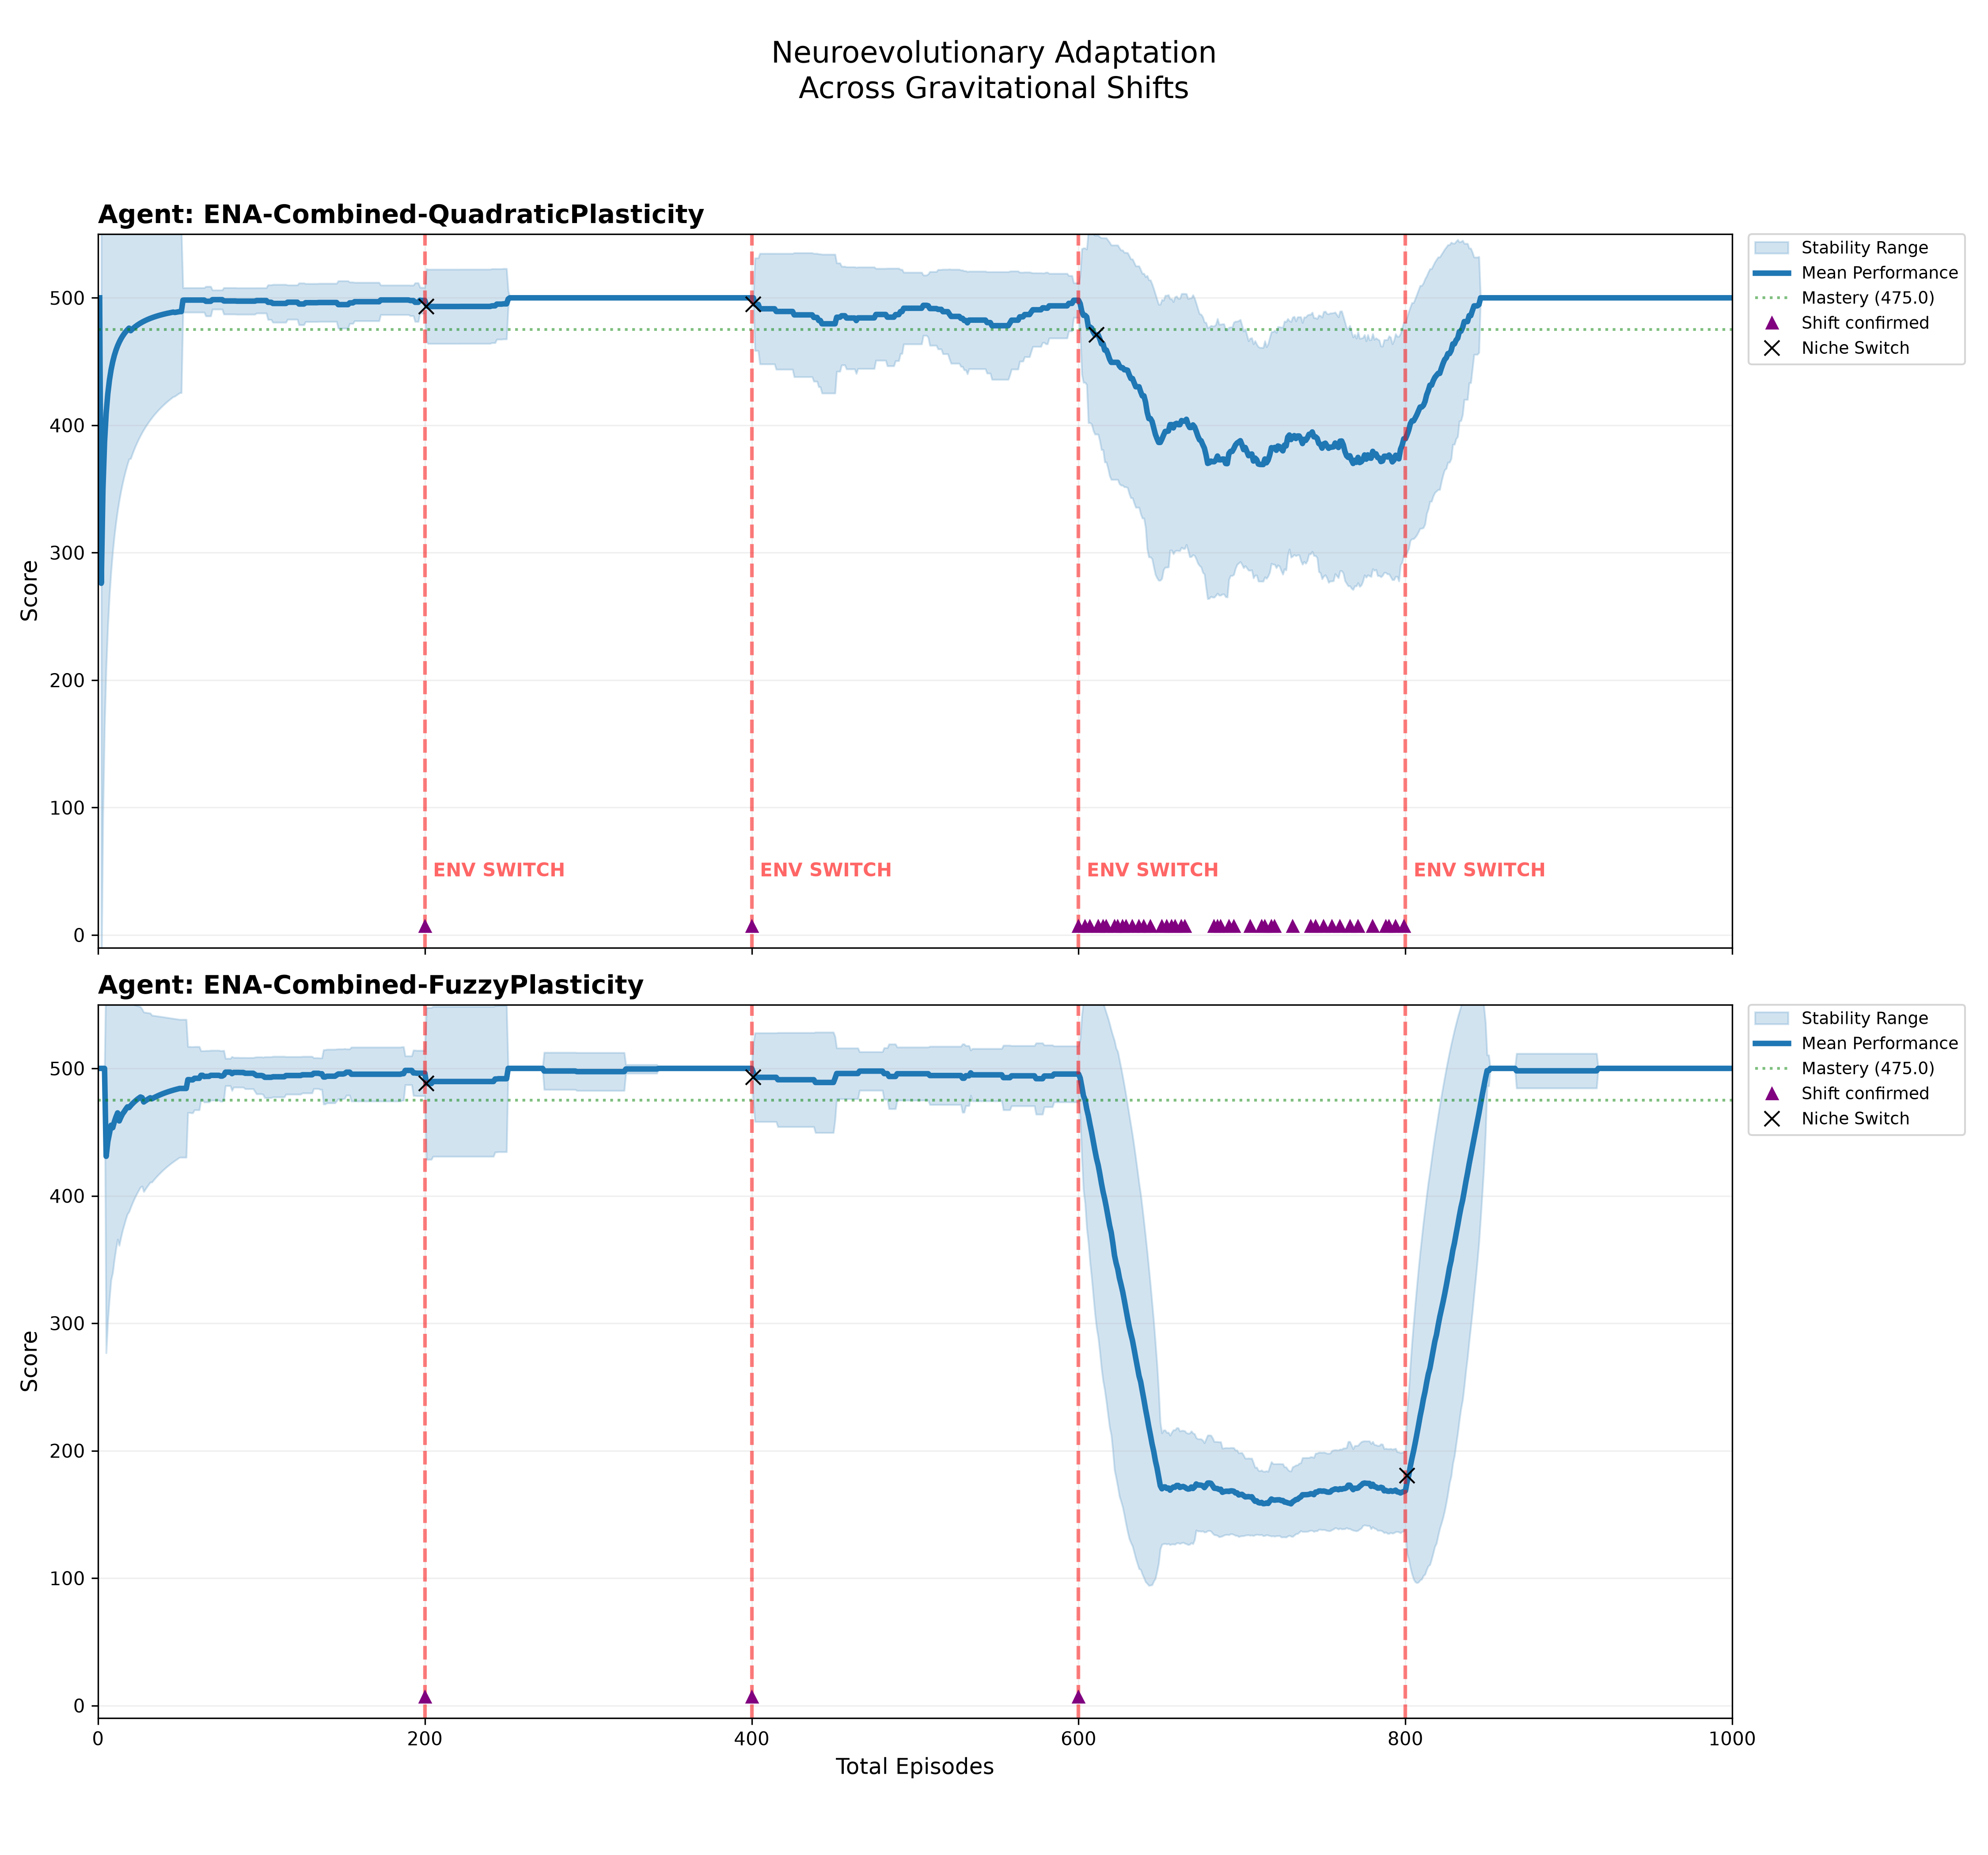 Neuroevolutionary Adaptation
Across Gravitational Shifts
Agent: ENA-Combined-QuadraticPlasticity
Stability Range
Mean Performance
Mastery (475.0)
Shift confirmed
Niche Switch
500
400
300
200
100
0
Score
ENV SWITCH
ENV SWITCH
ENV SWITCH
ENV SWITCH
Agent: ENA-Combined-FuzzyPlasticity
Stability Range
Mean Performance
Mastery (475.0)
Shift confirmed
Niche Switch
500
400
300
200
100
0
Score
0 200 400 600 800 1000
Total Episodes